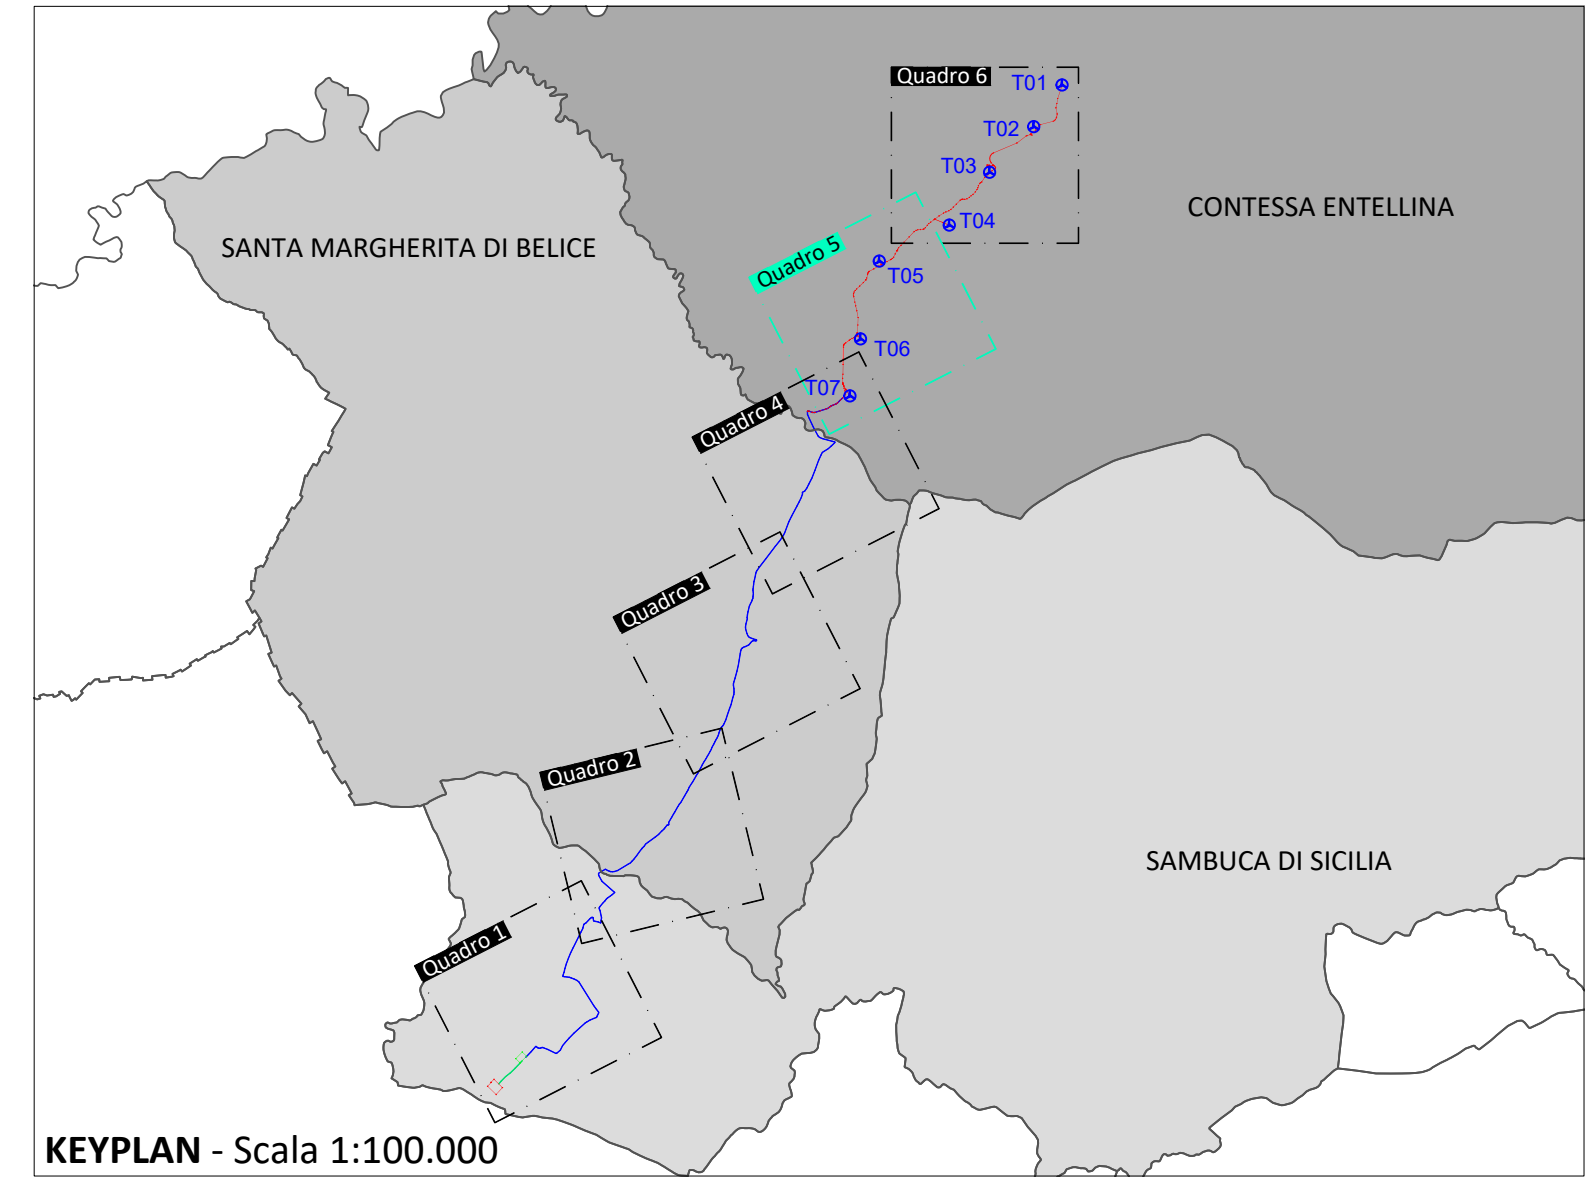 Quadro 6
T01
T02
T03
T04
CONTESSA ENTELLINA
SANTA MARGHERITA DI BELICE
Quadro 5
T05
T06
T07
Quadro 4
Quadro 3
Quadro 2
SAMBUCA DI SICILIA
Quadro 1
KEYPLAN - Scala 1:100.000